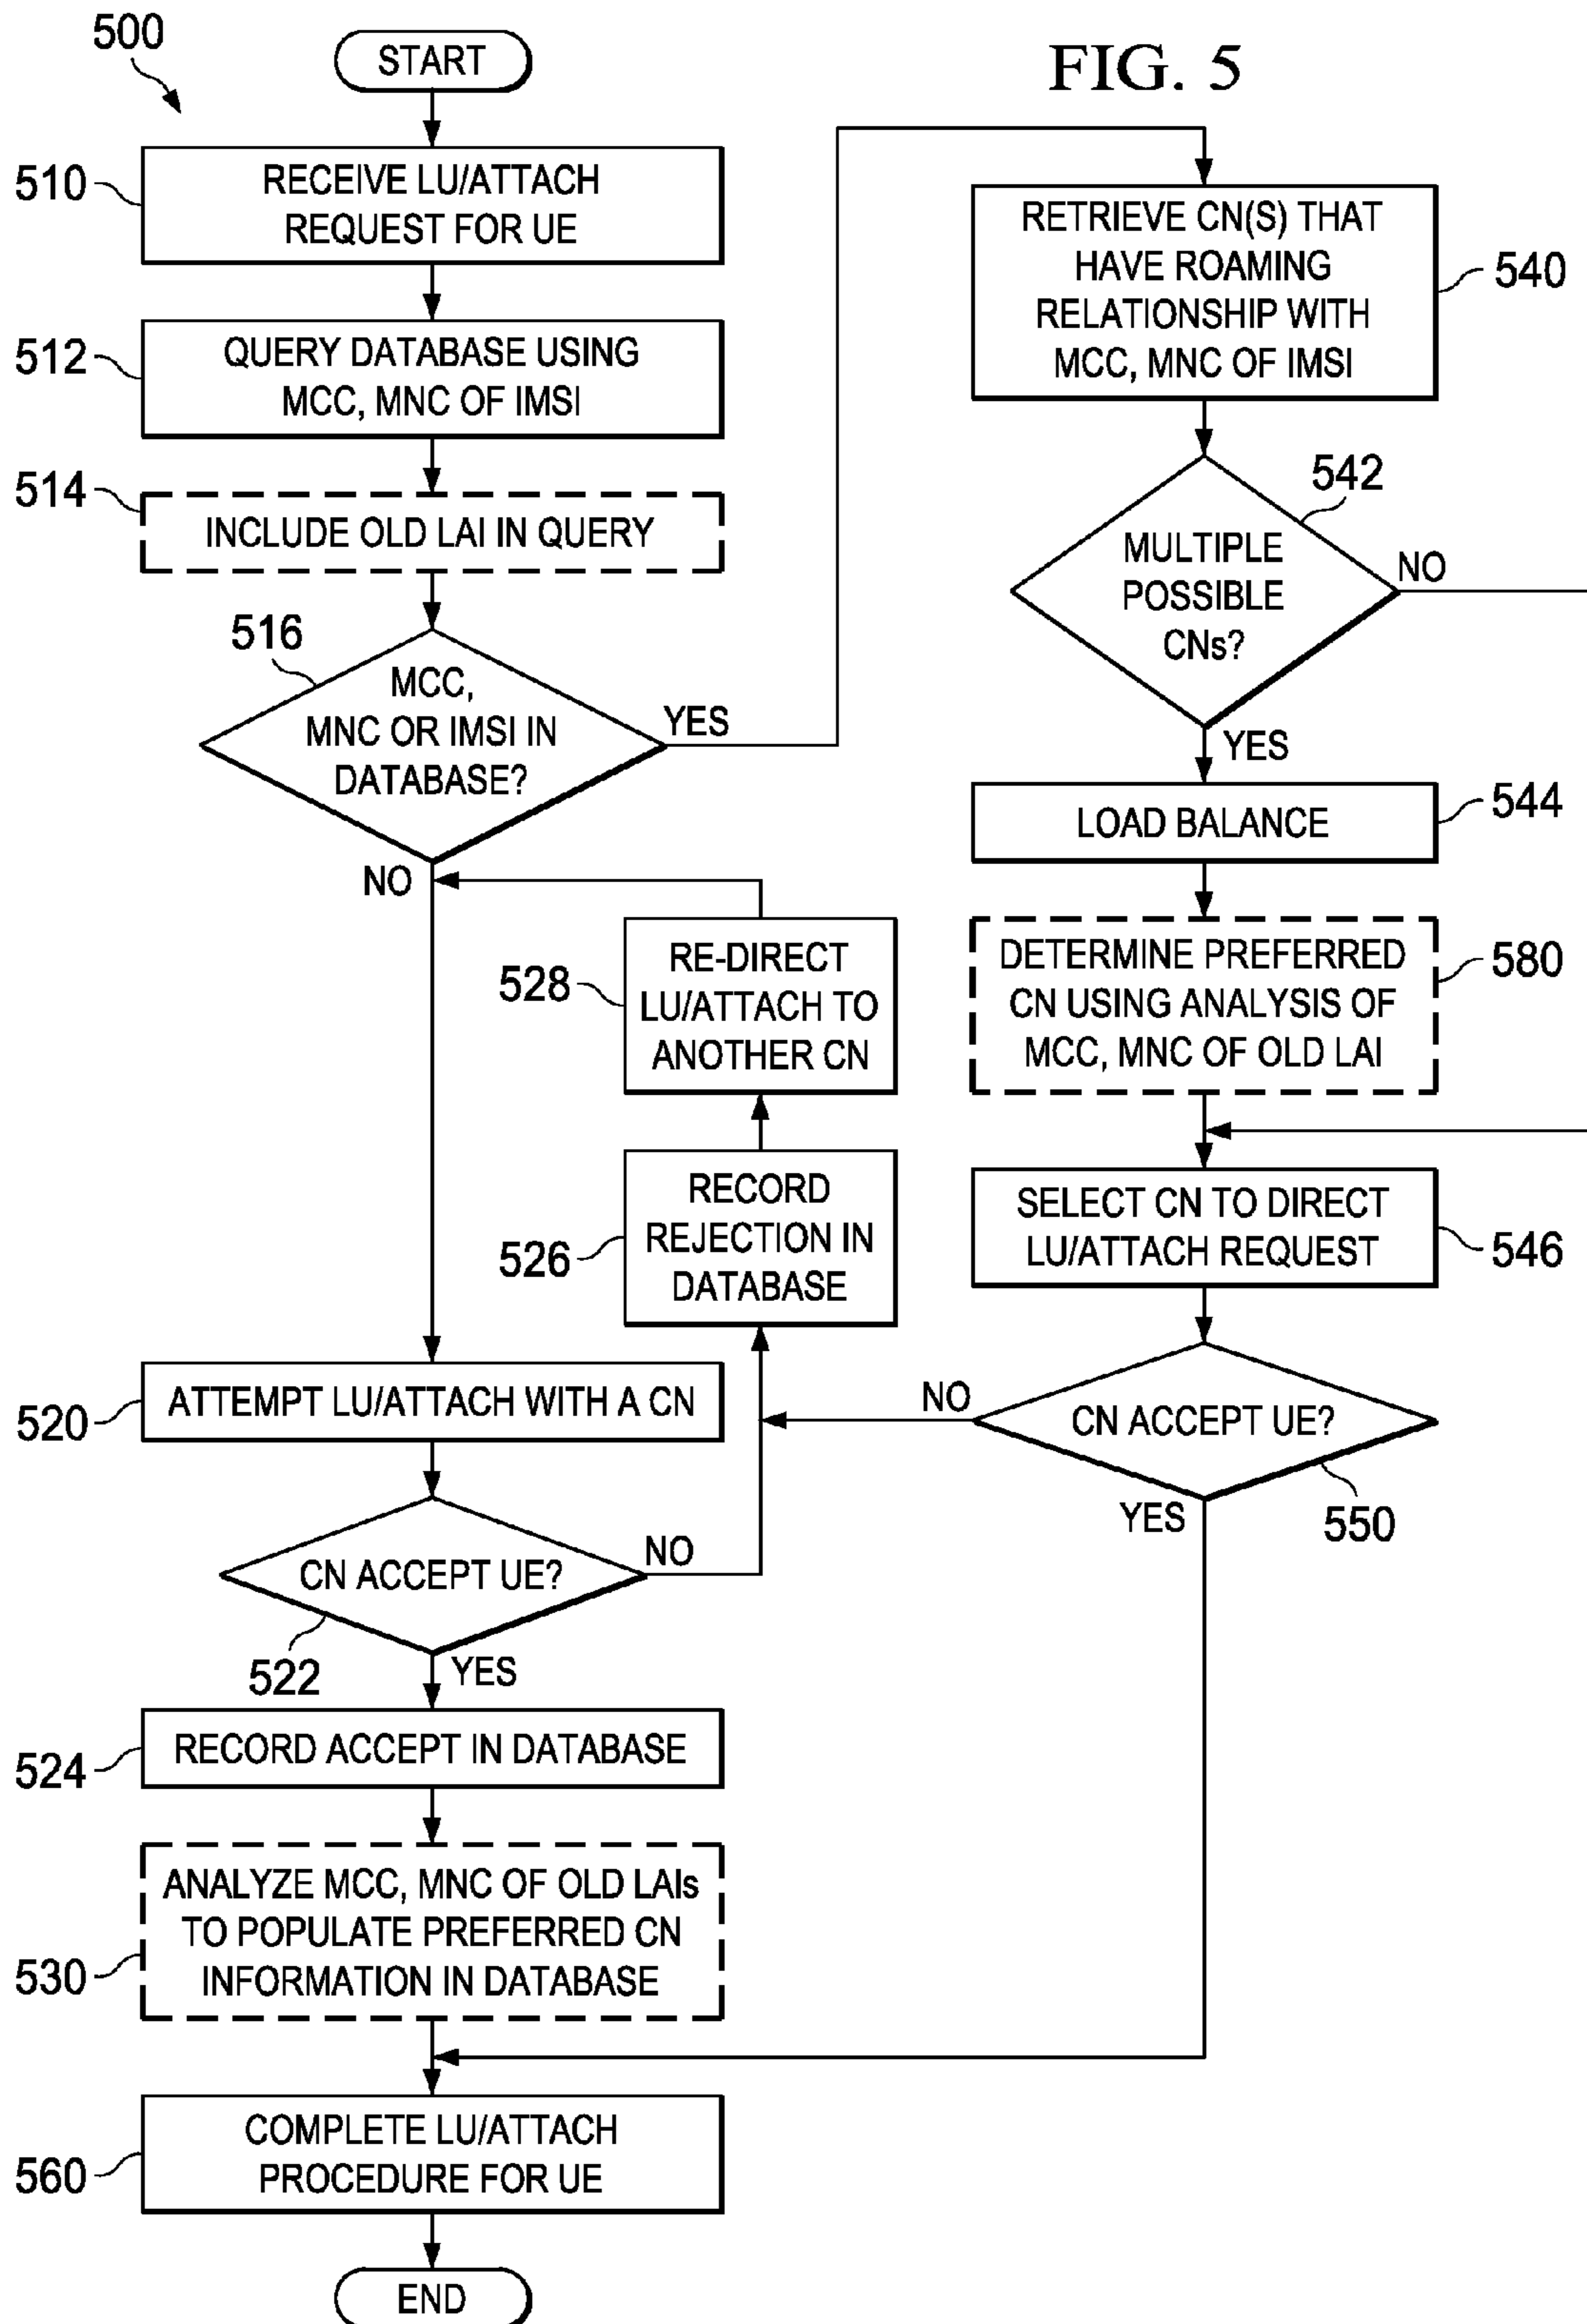 500
START
FIG. 5
510
RECEIVE LU/ATTACH
REQUEST FOR UE
512
QUERY DATABASE USING
MCC, MNC OF IMSI
514
INCLUDE OLD LAI IN QUERY
516
MCC,
MNC OR IMSI IN
DATABASE?
YES
NO
528
RE-DIRECT
LU/ATTACH TO
ANOTHER CN
526
RECORD
REJECTION IN
DATABASE
520
ATTEMPT LU/ATTACH WITH A CN
CN ACCEPT UE?
NO
522
YES
524
RECORD ACCEPT IN DATABASE
530
ANALYZE MCC, MNC OF OLD LAIs
TO POPULATE PREFERRED CN
INFORMATION IN DATABASE
560
COMPLETE LU/ATTACH
PROCEDURE FOR UE
END
RETRIEVE CN(S) THAT
HAVE ROAMING
RELATIONSHIP WITH
MCC, MNC OF IMSI
540
542
MULTIPLE
POSSIBLE
CNs?
NO
YES
LOAD BALANCE
544
DETERMINE PREFERRED
CN USING ANALYSIS OF
MCC, MNC OF OLD LAI
580
SELECT CN TO DIRECT
LU/ATTACH REQUEST
546
NO
CN ACCEPT UE?
YES
550